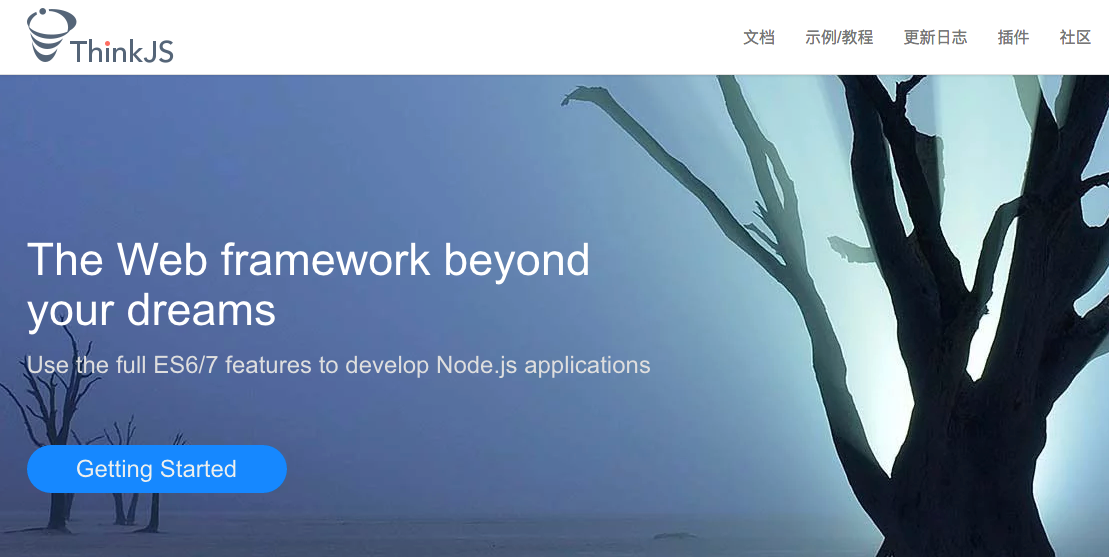 ThinkJS
文档 示例/教程 更新日志 插件 社区
The Web framework beyond
your dreams
Use the full ES6/7 features to develop Node.js applications
Getting Started